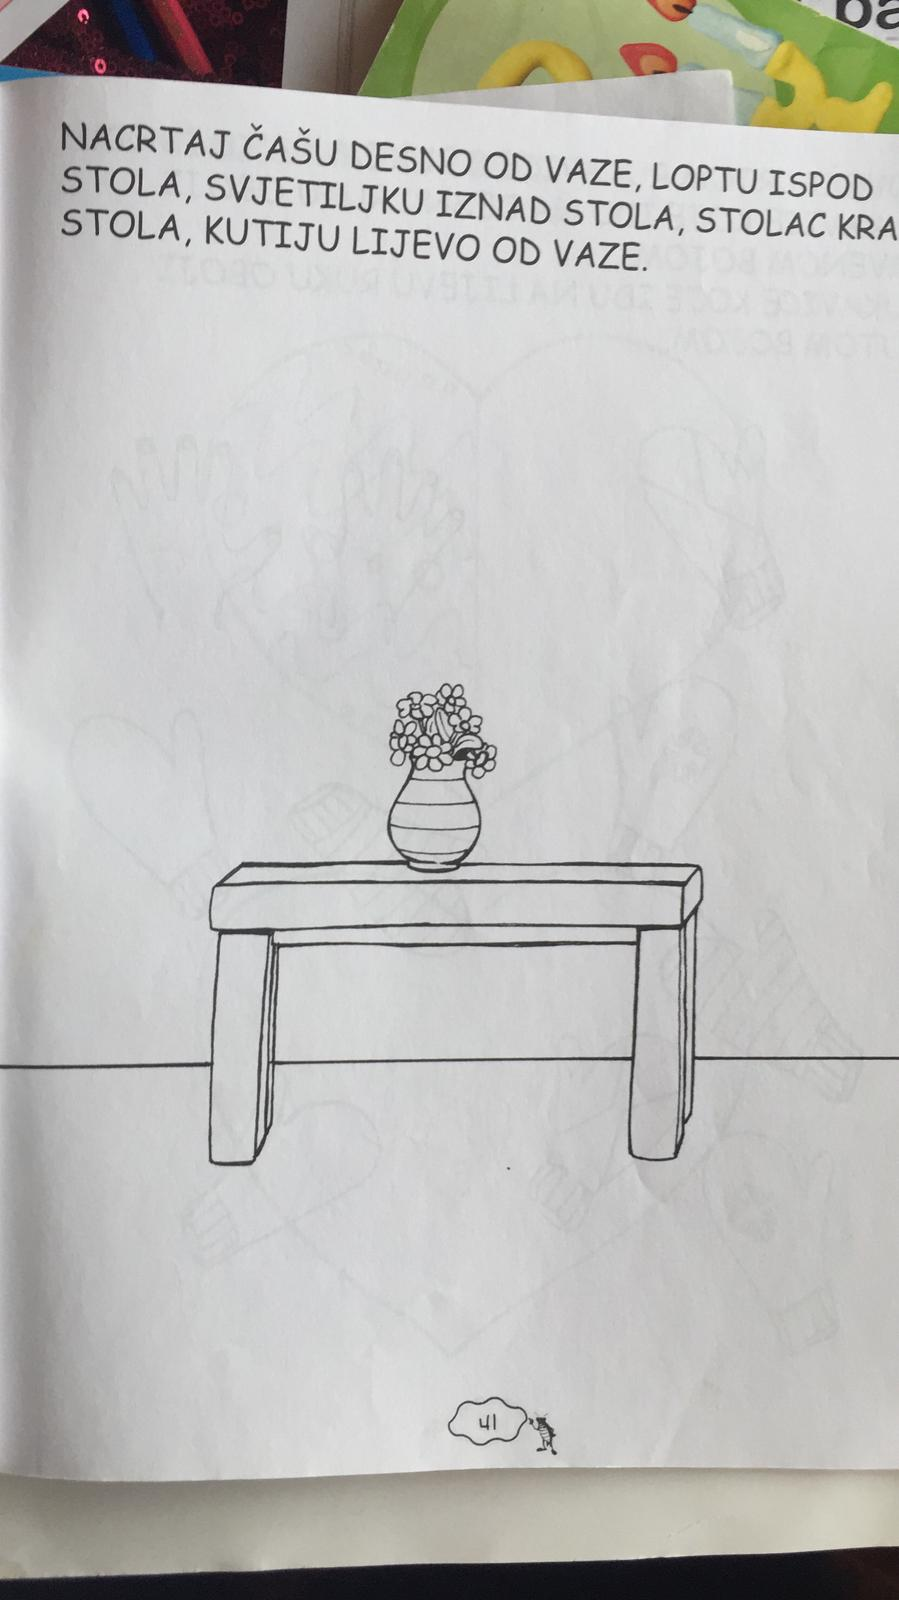 ba
NACRTAJ ČAŠU DESNO OD VAZE, LOPTU ISPOD
STOLA, SVJETILJKU IZNAD STOLA, STOLAC KRA
STOLA, KUTIJU LIJEVO OD VAZE.
41